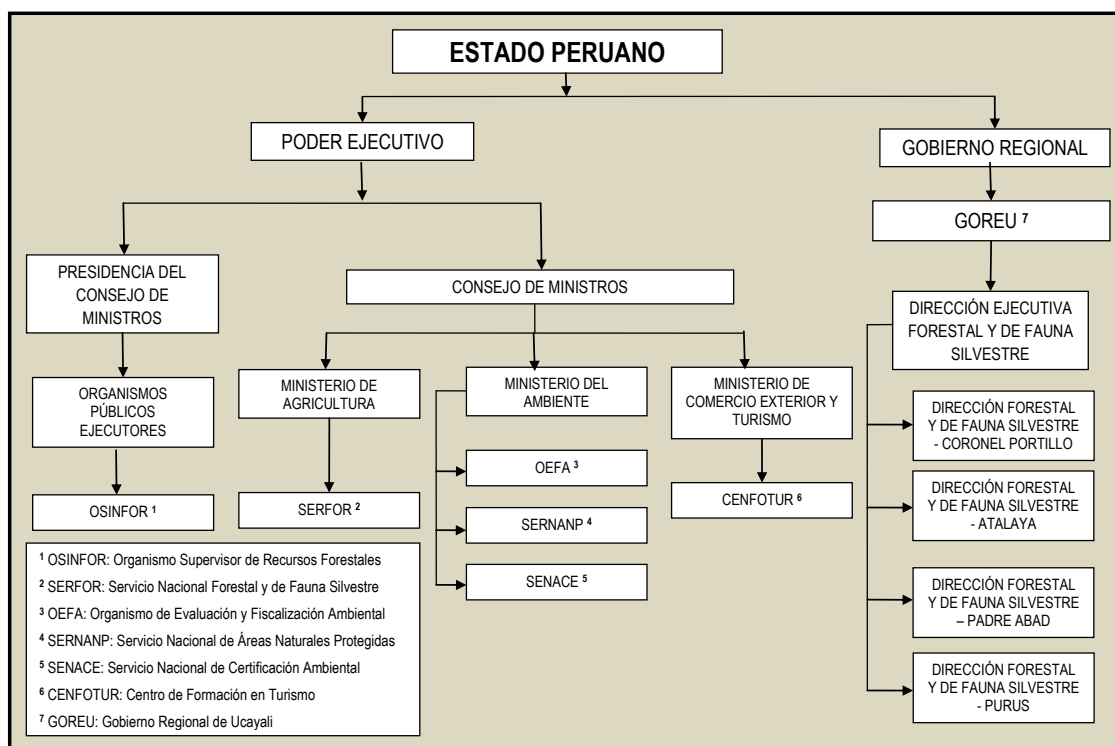 ESTADO PERUANO
PODER EJECUTIVO
GOBIERNO REGIONAL
GOREU ⁷
PRESIDENCIA DEL
CONSEJO DE
MINISTROS
CONSEJO DE MINISTROS
DIRECCIÓN EJECUTIVA
FORESTAL Y DE FAUNA
SILVESTRE
ORGANISMOS
PÚBLICOS
EJECUTORES
MINISTERIO DE
AGRICULTURA
MINISTERIO DEL
AMBIENTE
MINISTERIO DE
COMERCIO EXTERIOR Y
TURISMO
DIRECCIÓN FORESTAL
Y DE FAUNA SILVESTRE
- CORONEL PORTILLO
OSINFOR ¹
SERFOR ²
OEFA ³
SERNANP ⁴
SENACE ⁵
CENFOTUR ⁶
DIRECCIÓN FORESTAL
Y DE FAUNA SILVESTRE
- ATALAYA
DIRECCIÓN FORESTAL
Y DE FAUNA SILVESTRE
– PADRE ABAD
DIRECCIÓN FORESTAL
Y DE FAUNA SILVESTRE
- PURUS
¹ OSINFOR: Organismo Supervisor de Recursos Forestales
² SERFOR: Servicio Nacional Forestal y de Fauna Silvestre
³ OEFA: Organismo de Evaluación y Fiscalización Ambiental
⁴ SERNANP: Servicio Nacional de Áreas Naturales Protegidas
⁵ SENACE: Servicio Nacional de Certificación Ambiental
⁶ CENFOTUR: Centro de Formación en Turismo
⁷ GOREU: Gobierno Regional de Ucayali